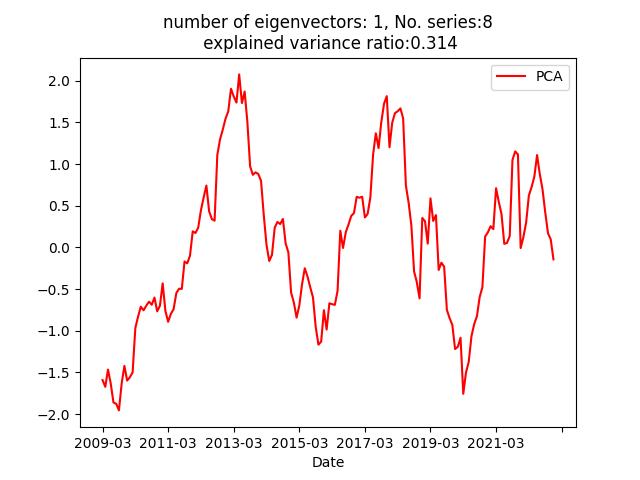 number of eigenvectors: 1, No. series:8
explained variance ratio:0.314
PCA
2.0
1.5
1.0
0.5
0.0
−0.5
−1.0
−1.5
−2.0
2009-03 2011-03 2013-03 2015-03 2017-03 2019-03 2021-03
Date